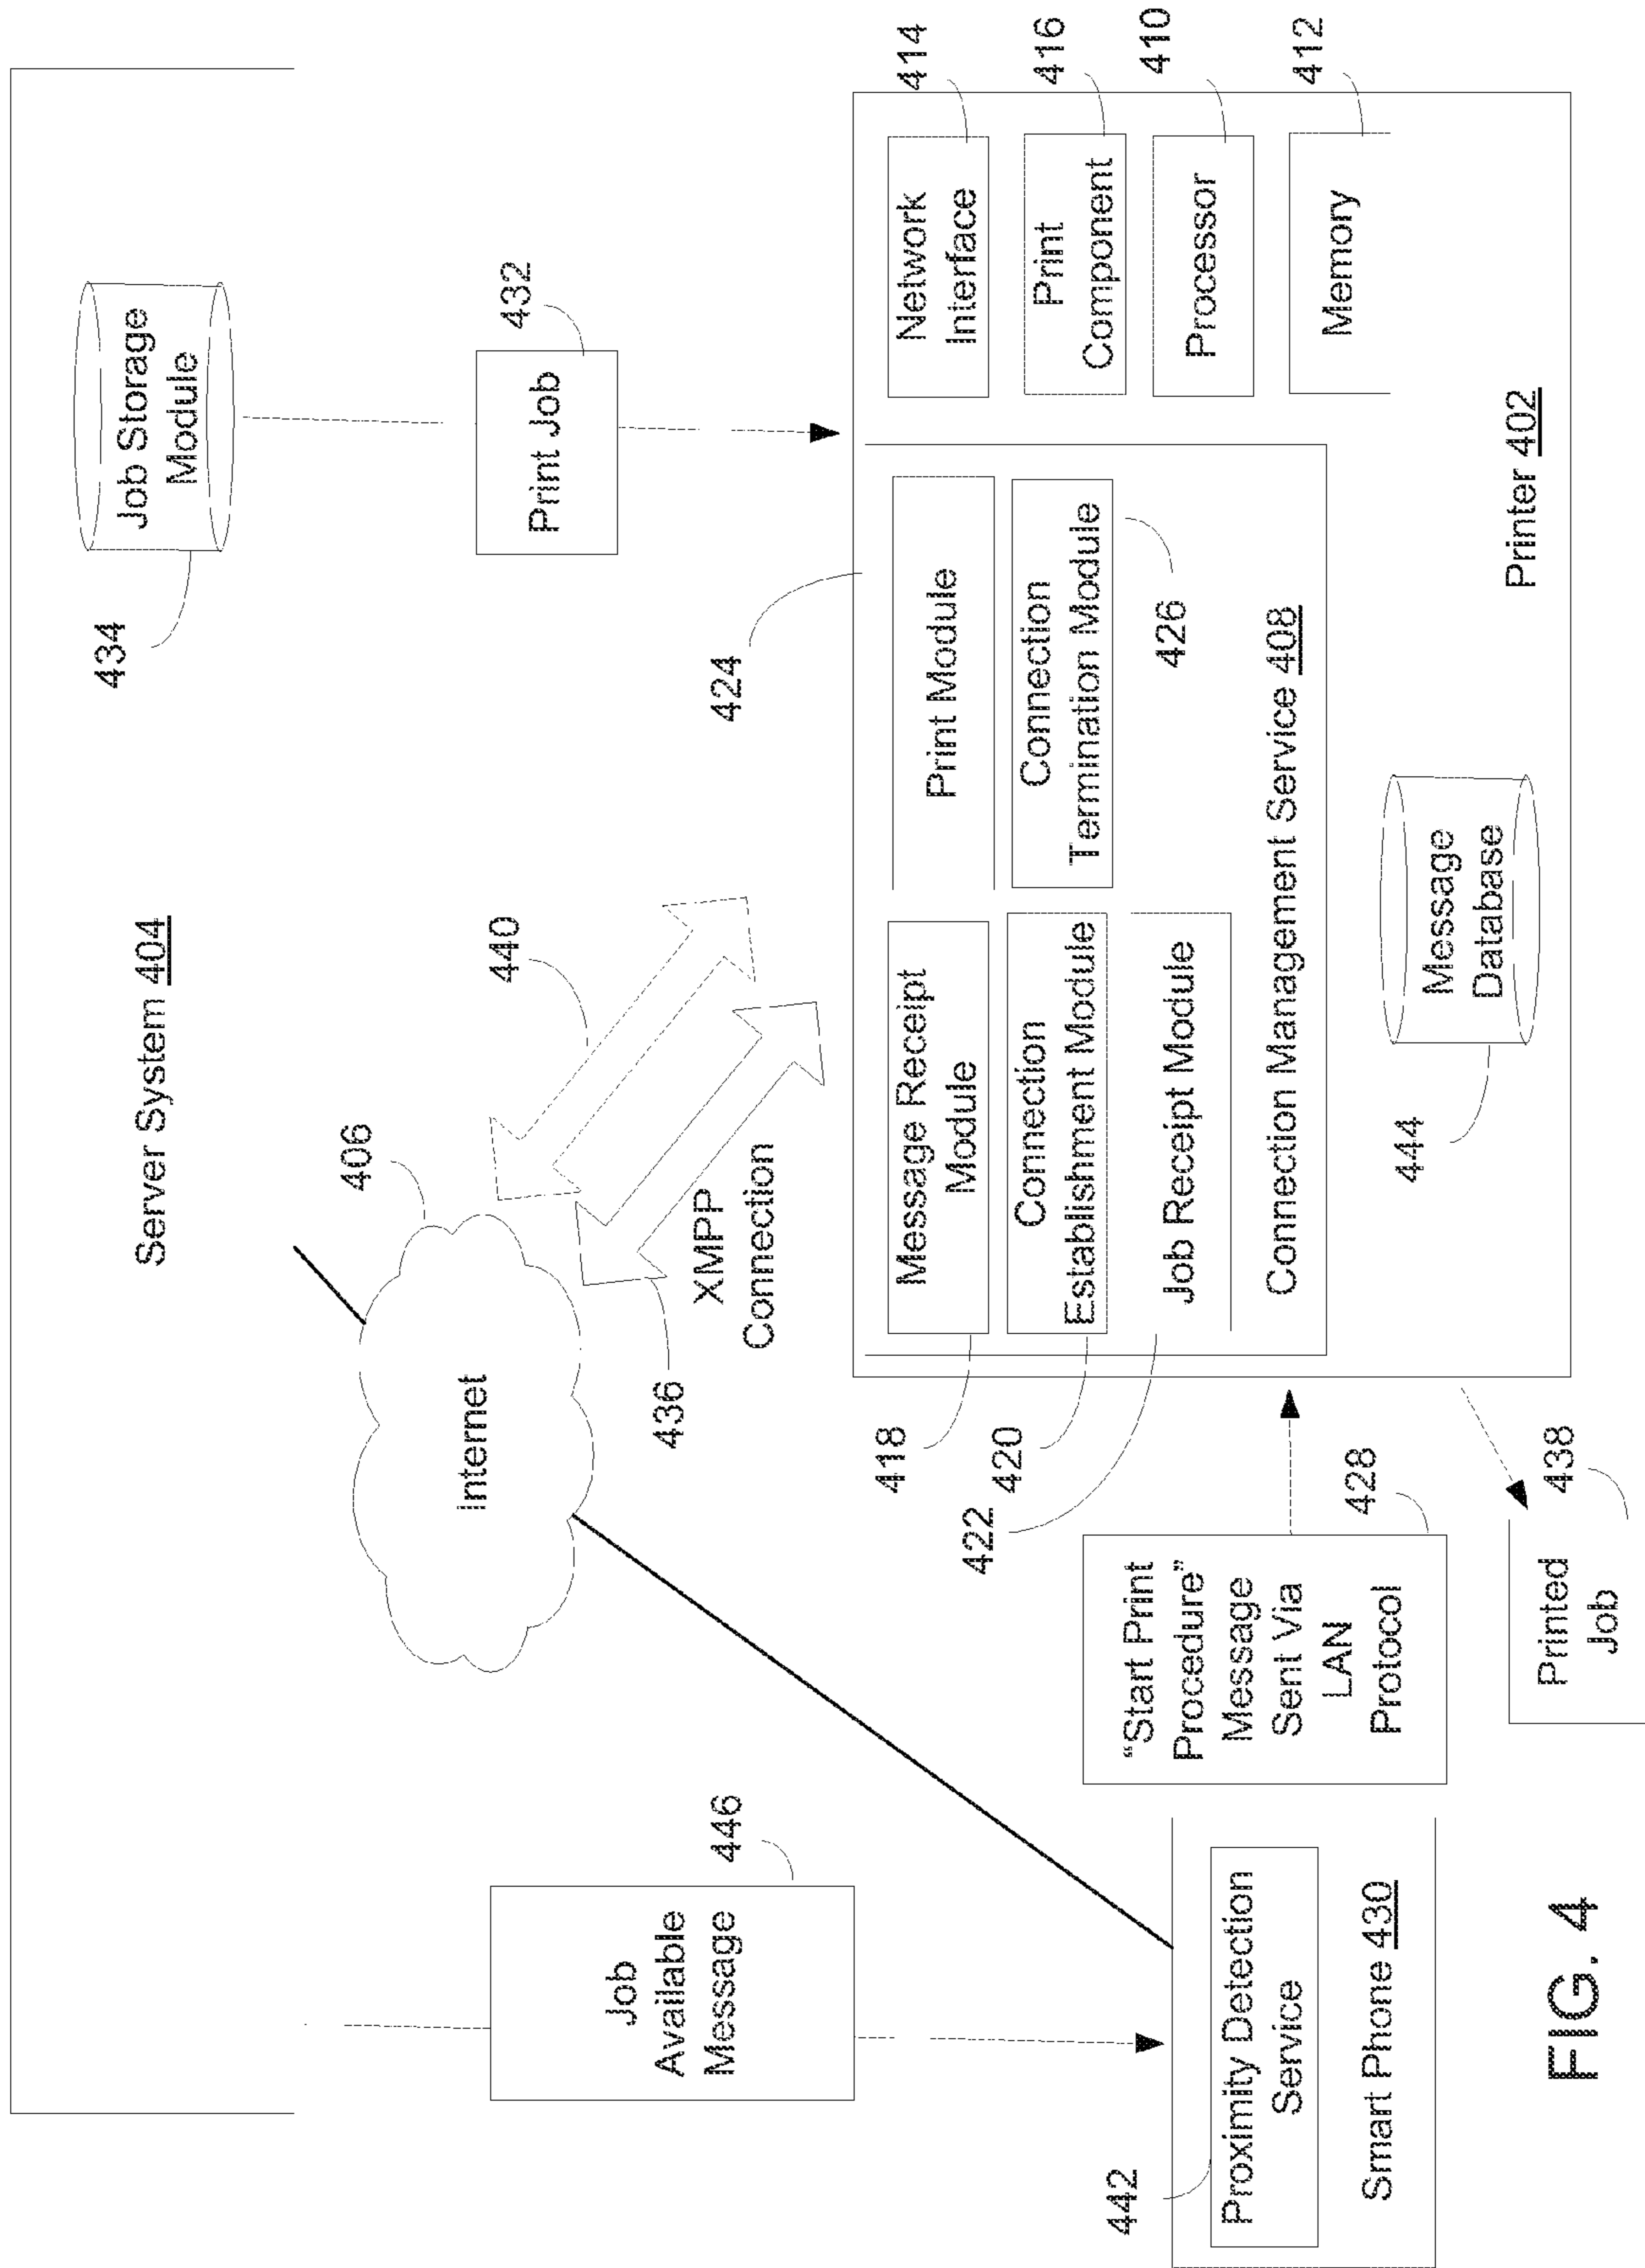 Server System 404
Job Storage
Module
434
Print Job
432
406
Internet
440
XMPP
Connection
436
Job
Available
Message
446
424
Message Receipt
Module
Print Module
Connection
Establishment Module
Connection
Termination Module
Job Receipt Module
426
Connection Management Service 408
Network
Interface
414
Print
Component
416
Processor
410
Memory
412
418
420
422
Message
Database
444
Printer 402
"Start Print
Procedure"
Message
Sent Via
LAN
Protocol
428
442
Proximity Detection
Service
Smart Phone 430
Printed
Job
438
FIG. 4